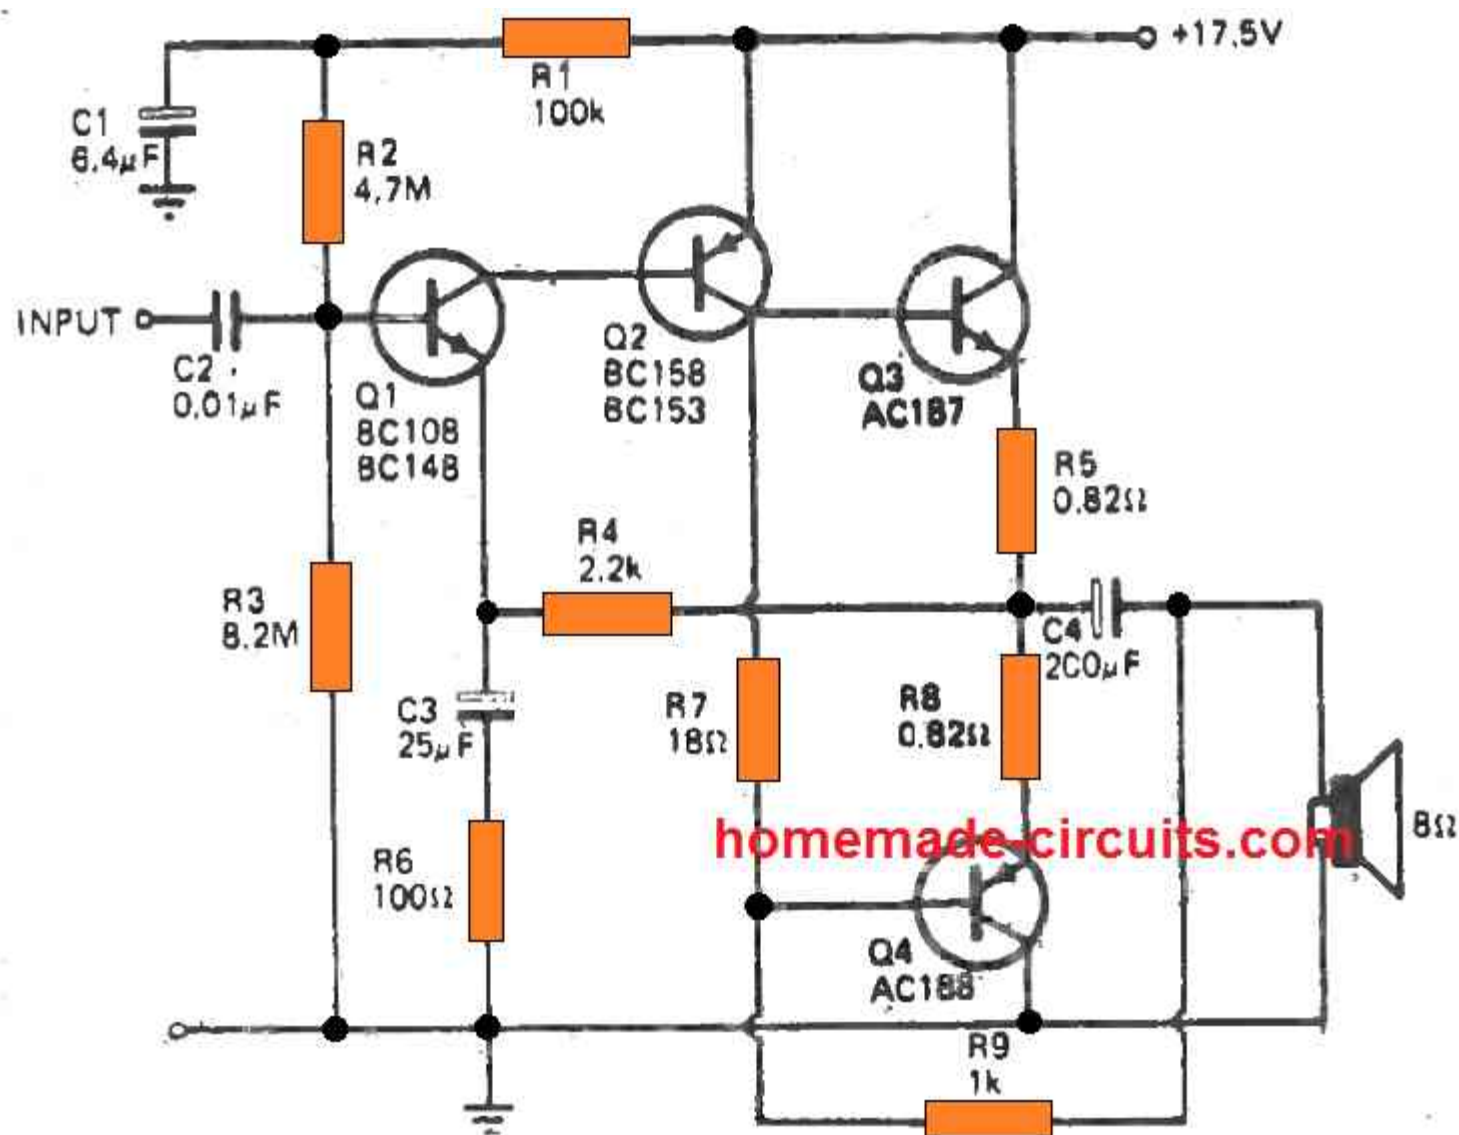 +17.5V
R1
100k
C1
6.4µF
R2
4.7M
INPUT
C2
0.01µF
Q1
BC108
BC148
Q2
BC158
BC153
Q3
AC187
R5
0.82Ω
R4
2.2k
R3
8.2M
C4
200µF
C3
25µF
R7
18Ω
R8
0.82Ω
homemade-circuits.com
8Ω
R6
100Ω
Q4
AC188
R9
1k